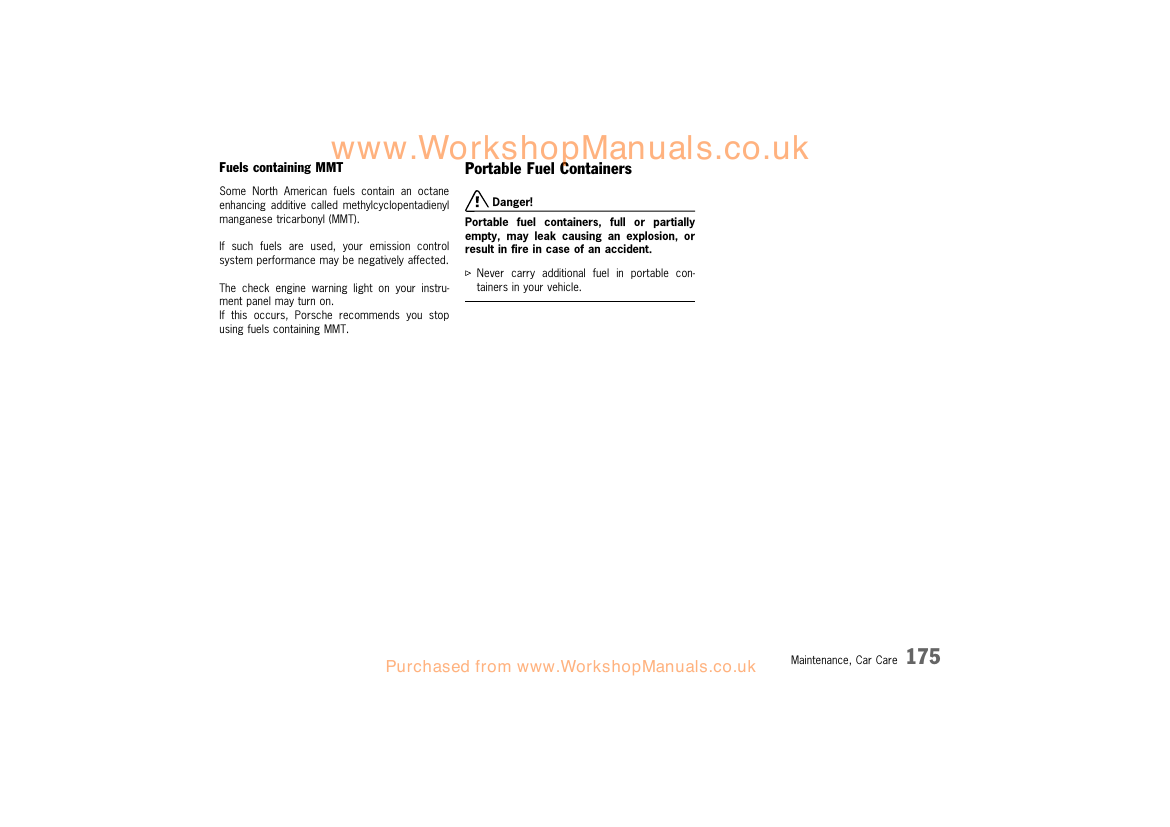 www.WorkshopManuals.co.uk
Fuels containing MMT
Some North American fuels contain an octane
enhancing additive called methylcyclopentadienyl
manganese tricarbonyl (MMT).
If such fuels are used, your emission control
system performance may be negatively affected.
The check engine warning light on your instru-
ment panel may turn on.
If this occurs, Porsche recommends you stop
using fuels containing MMT.
Portable Fuel Containers
Danger!
Portable fuel containers, full or partially
empty, may leak causing an explosion, or
result in fire in case of an accident.
▷ Never carry additional fuel in portable con-
tainers in your vehicle.
Maintenance, Car Care 175
Purchased from www.WorkshopManuals.co.uk